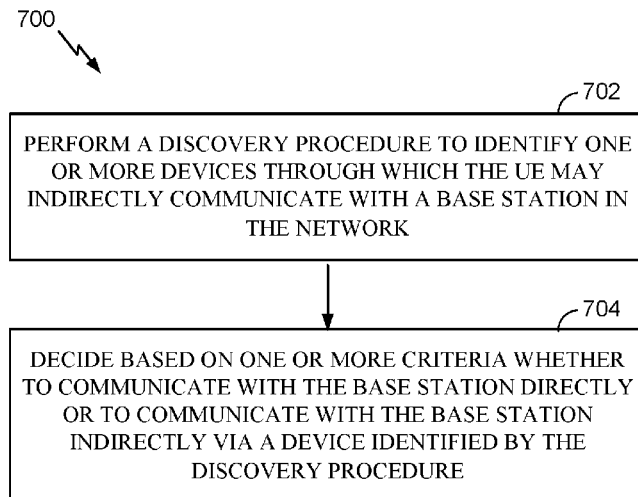 700
702
PERFORM A DISCOVERY PROCEDURE TO IDENTIFY ONE
OR MORE DEVICES THROUGH WHICH THE UE MAY
INDIRECTLY COMMUNICATE WITH A BASE STATION IN
THE NETWORK
704
DECIDE BASED ON ONE OR MORE CRITERIA WHETHER
TO COMMUNICATE WITH THE BASE STATION DIRECTLY
OR TO COMMUNICATE WITH THE BASE STATION
INDIRECTLY VIA A DEVICE IDENTIFIED BY THE
DISCOVERY PROCEDURE